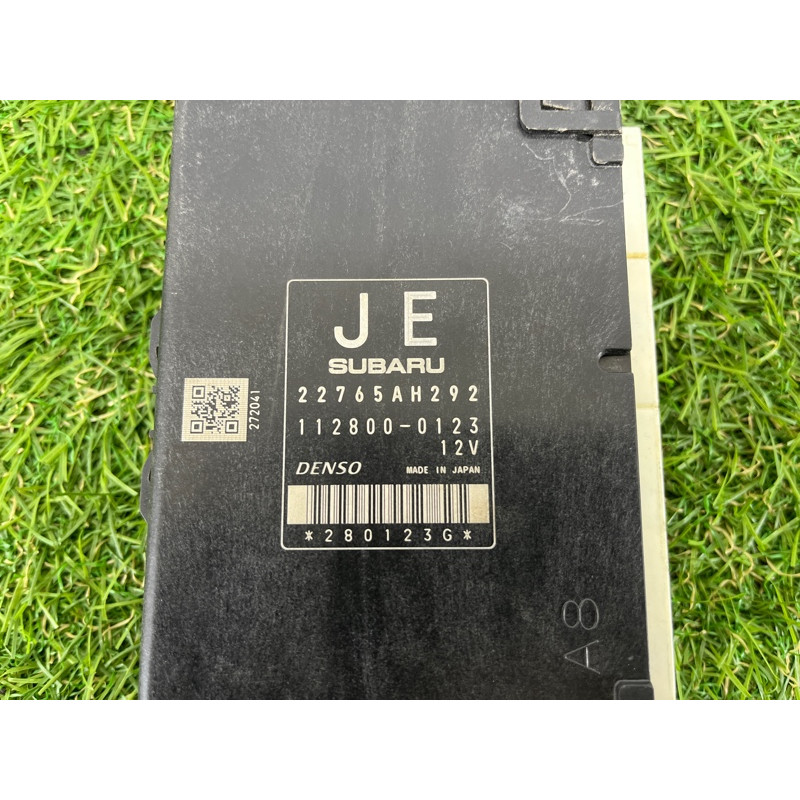 J E
SUBARU
22765AH292
112800-0123
12V
DENSO MADE IN JAPAN
*280123G*
272041
A8